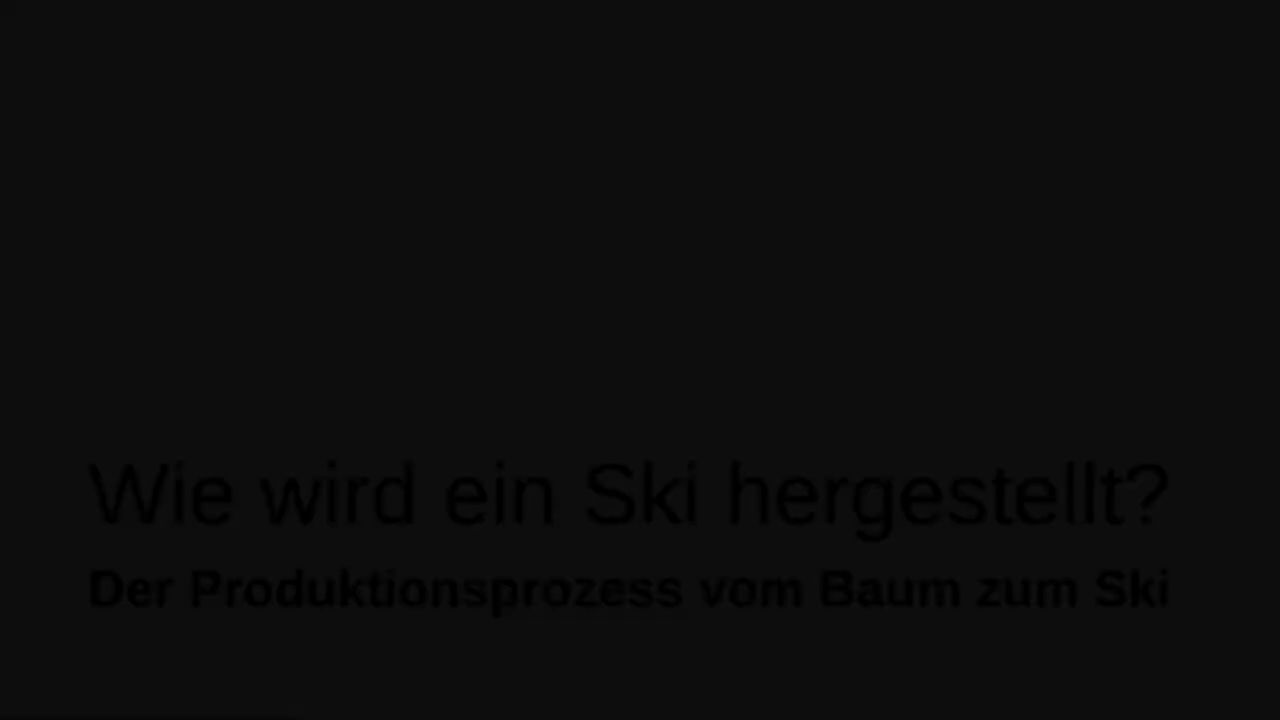 Wie wird ein Ski hergestellt?
Der Produktionsprozess vom Baum zum Ski